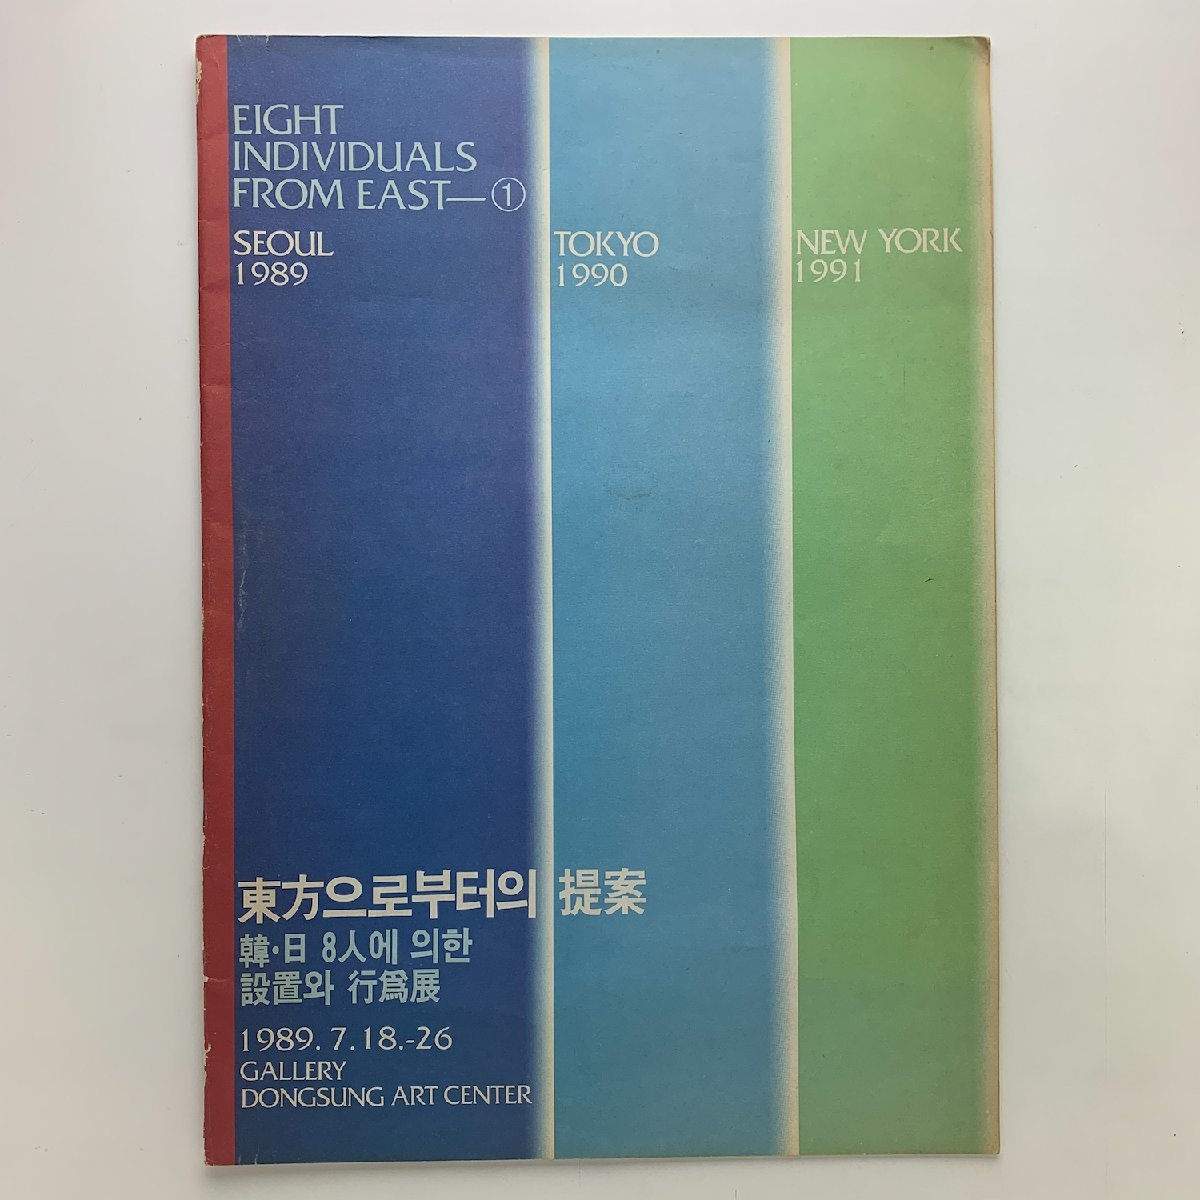 EIGHT
INDIVIDUALS
FROM EAST—①
SEOUL
1989
TOKYO
1990
NEW YORK
1991
東方으로부터의 提案
韓·日 8人에 의한
設置와 行爲展
1989.7.18.-26
GALLERY
DONGSUNG ART CENTER